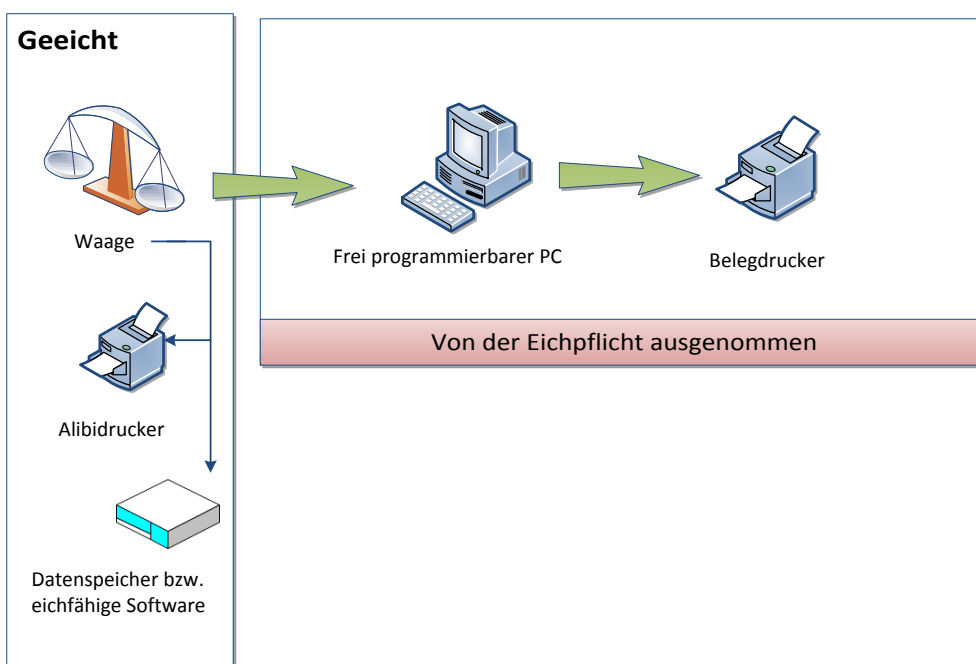 Geeicht
Waage
Alibidrucker
Datenspeicher bzw.
eichfähige Software
Frei programmierbarer PC
Belegdrucker
Von der Eichpflicht ausgenommen